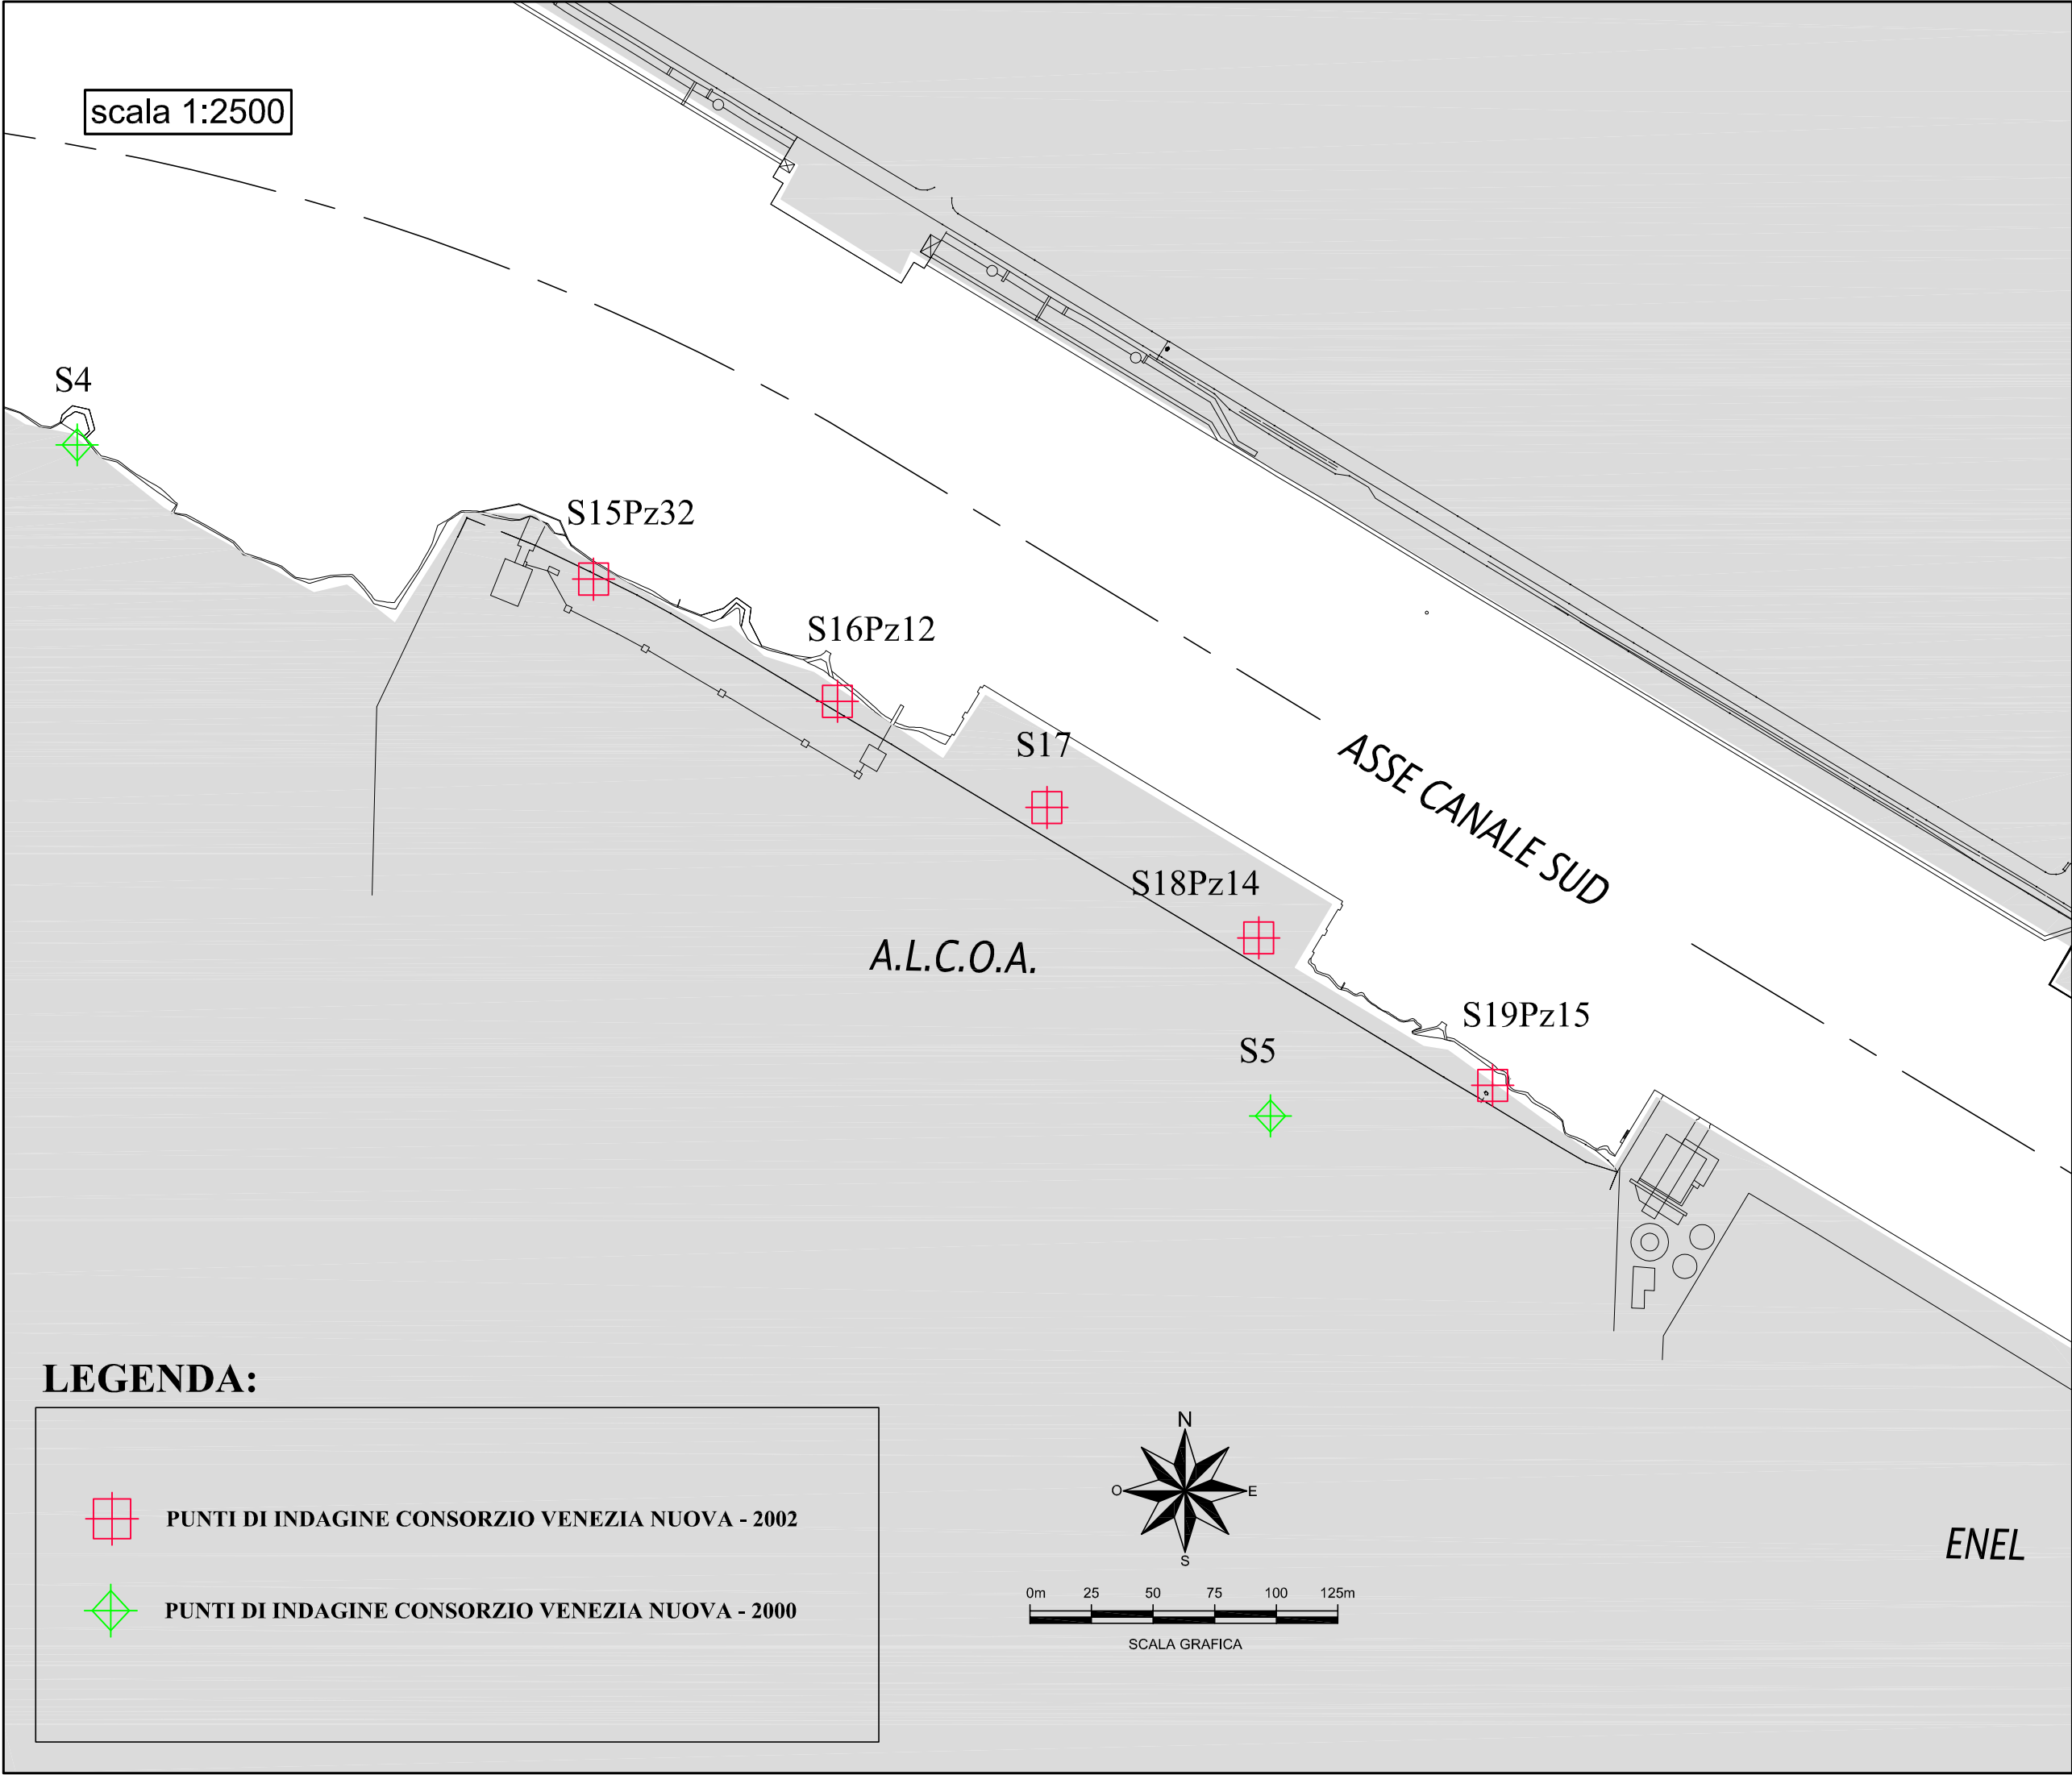 scala 1:2500
S4
S15Pz32
S16Pz12
S17
ASSE CANALE SUD
S18Pz14
A.L.C.O.A.
S19Pz15
S5
LEGENDA:
PUNTI DI INDAGINE CONSORZIO VENEZIA NUOVA - 2002
PUNTI DI INDAGINE CONSORZIO VENEZIA NUOVA - 2000
N
O E
S
0m 25 50 75 100 125m
SCALA GRAFICA
ENEL